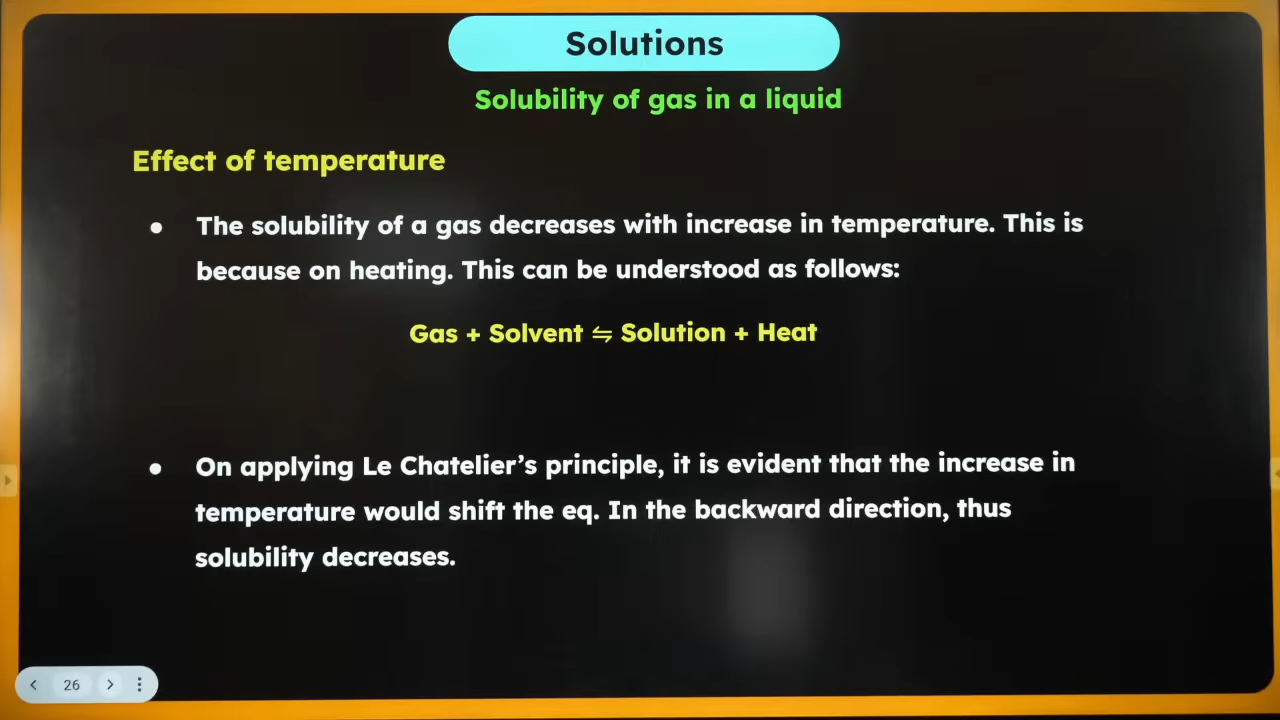 Solutions
Solubility of gas in a liquid
Effect of temperature
● The solubility of a gas decreases with increase in temperature. This is
because on heating. This can be understood as follows:
Gas + Solvent ⇋ Solution + Heat
● On applying Le Chatelier’s principle, it is evident that the increase in
temperature would shift the eq. In the backward direction, thus
solubility decreases.
26